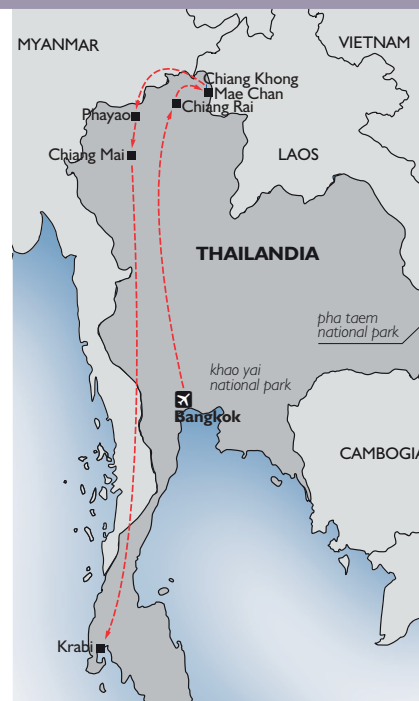 MYANMAR
VIETNAM
Chiang Khong
Mae Chan
Chiang Rai
Phayao
Chiang Mai
LAOS
THAILANDIA
pha taem
national park
khao yai
national park
Bangkok
CAMBOGIA
Krabi